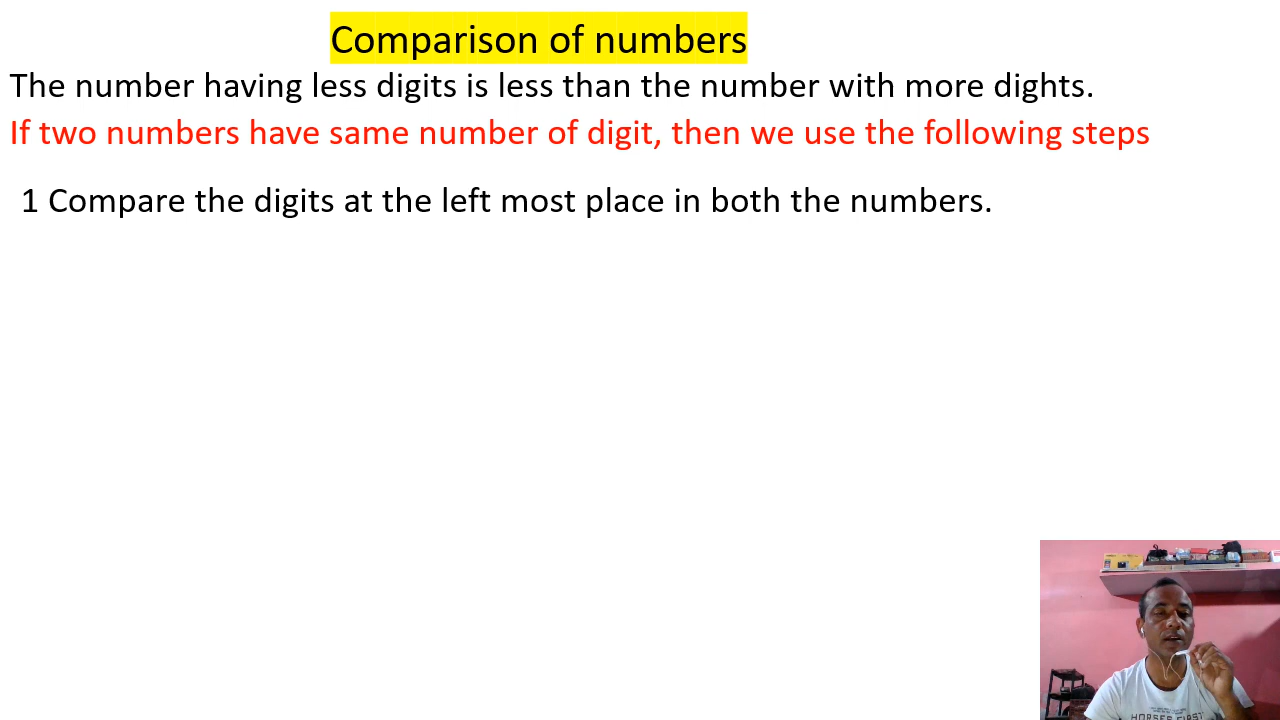 Comparison of numbers
The number having less digits is less than the number with more dights.
If two numbers have same number of digit, then we use the following steps
1 Compare the digits at the left most place in both the numbers.
HORSES FIRST